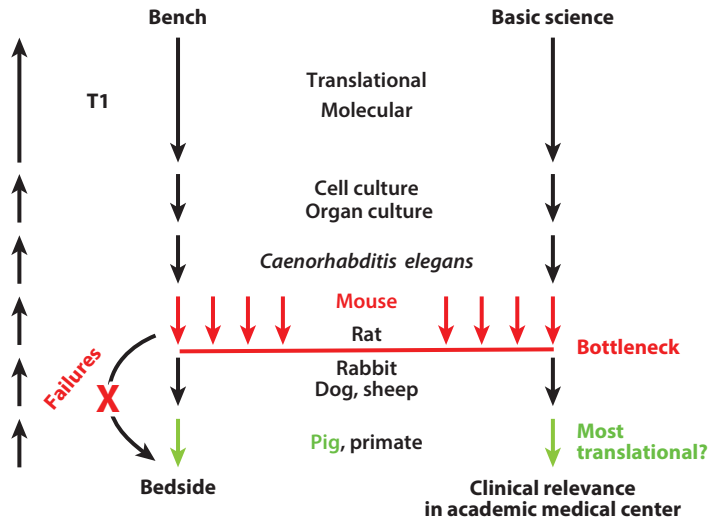 Bench
Basic science
T1
Translational
Molecular
Cell culture
Organ culture
Caenorhabditis elegans
Mouse
Rat
Bottleneck
Failures
X
Rabbit
Dog, sheep
Pig, primate
Most
translational?
Bedside
Clinical relevance
in academic medical center